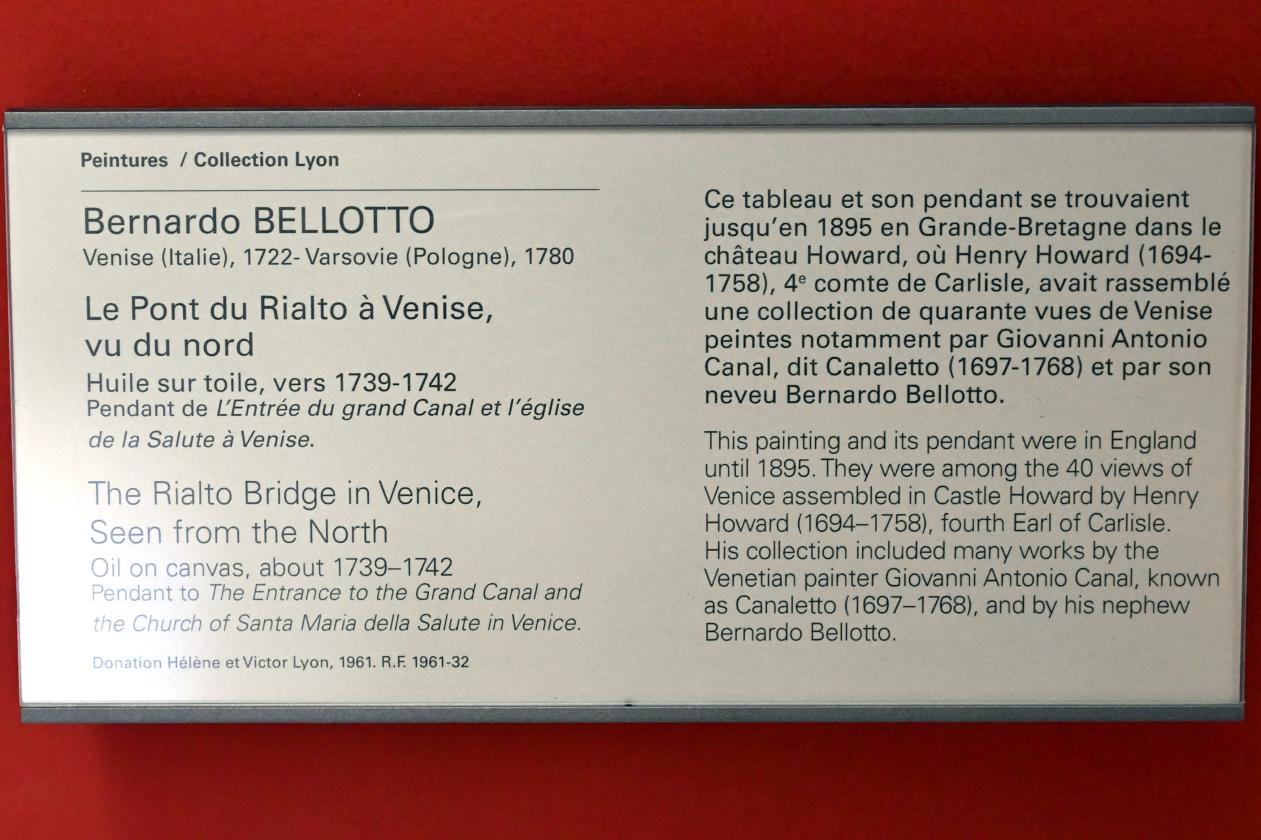 Peintures / Collection Lyon
Bernardo BELLOTTO
Venise (Italie), 1722- Varsovie (Pologne), 1780
Le Pont du Rialto à Venise,
vu du nord
Huile sur toile, vers 1739-1742
Pendant de L'Entrée du grand Canal et l'église
de la Salute à Venise.
The Rialto Bridge in Venice,
Seen from the North
Oil on canvas, about 1739–1742
Pendant to The Entrance to the Grand Canal and
the Church of Santa Maria della Salute in Venice.
Donation Hélène et Victor Lyon, 1961. R.F. 1961-32
Ce tableau et son pendant se trouvaient
jusqu'en 1895 en Grande-Bretagne dans le
château Howard, où Henry Howard (1694-
1758), 4e comte de Carlisle, avait rassemblé
une collection de quarante vues de Venise
peintes notamment par Giovanni Antonio
Canal, dit Canaletto (1697-1768) et par son
neveu Bernardo Bellotto.
This painting and its pendant were in England
until 1895. They were among the 40 views of
Venice assembled in Castle Howard by Henry
Howard (1694–1758), fourth Earl of Carlisle.
His collection included many works by the
Venetian painter Giovanni Antonio Canal, known
as Canaletto (1697–1768), and by his nephew
Bernardo Bellotto.